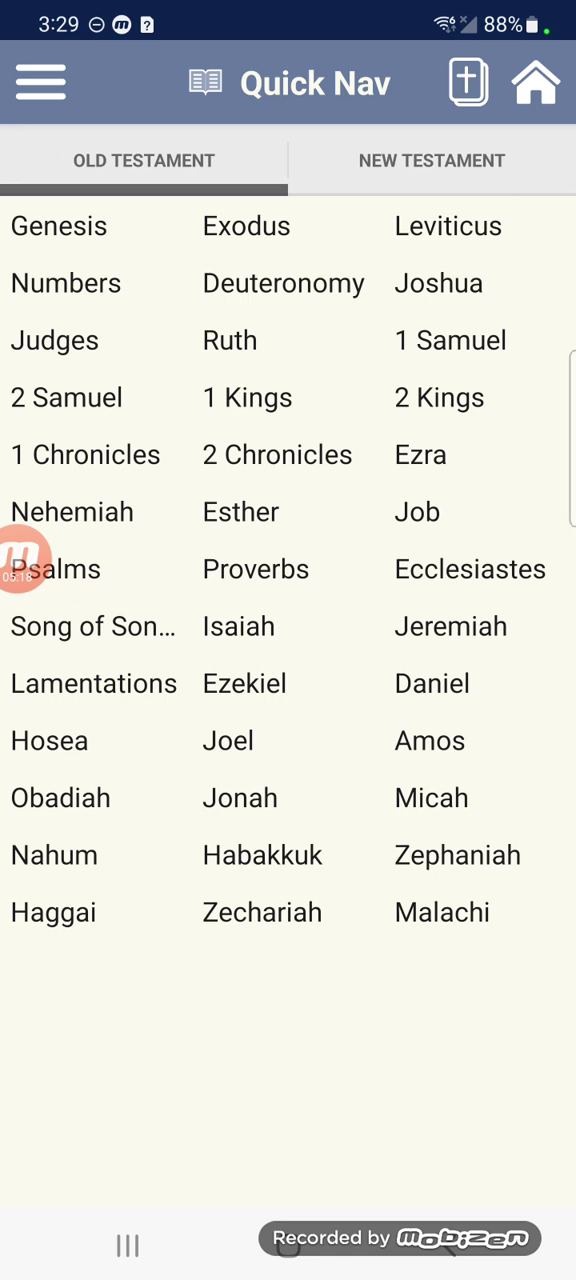 3:29 88%
Quick Nav
OLD TESTAMENT NEW TESTAMENT
Genesis Exodus Leviticus
Numbers Deuteronomy Joshua
Judges Ruth 1 Samuel
2 Samuel 1 Kings 2 Kings
1 Chronicles 2 Chronicles Ezra
Nehemiah Esther Job
Psalms Proverbs Ecclesiastes
05:18
Song of Son... Isaiah Jeremiah
Lamentations Ezekiel Daniel
Hosea Joel Amos
Obadiah Jonah Micah
Nahum Habakkuk Zephaniah
Haggai Zechariah Malachi
Recorded by mobizen